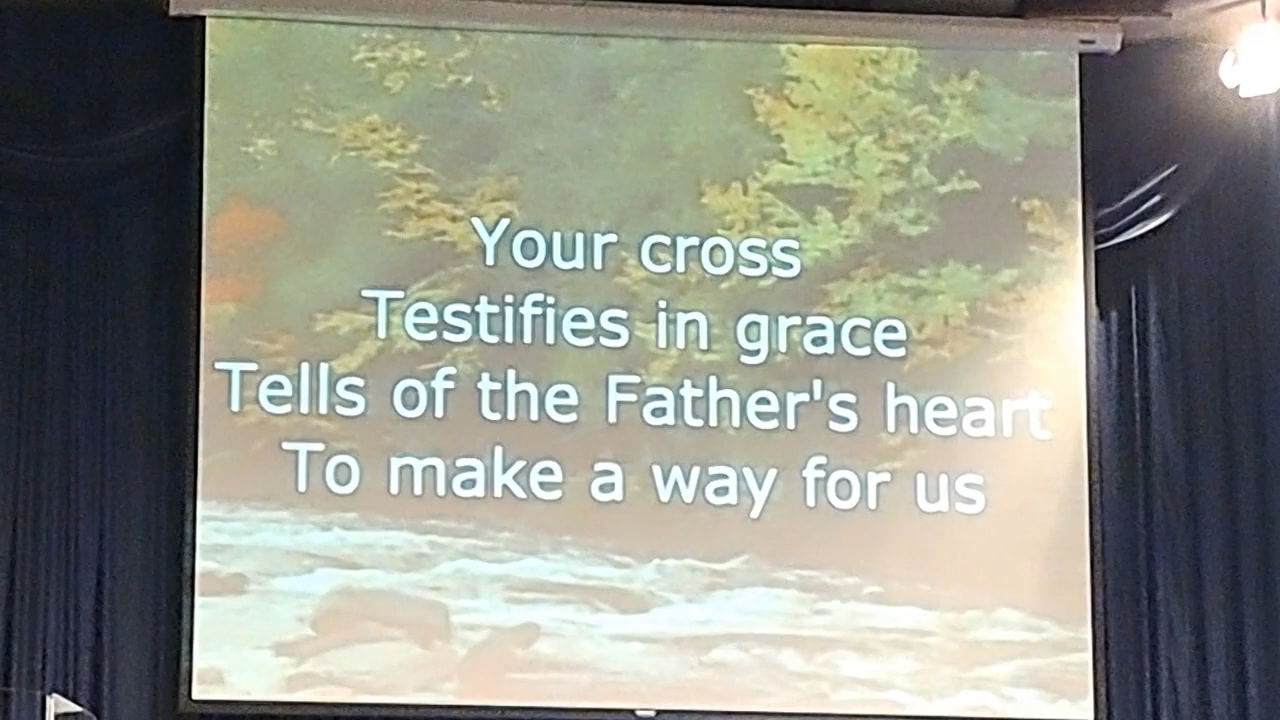 Your cross
Testifies in grace
Tells of the Father's heart
To make a way for us